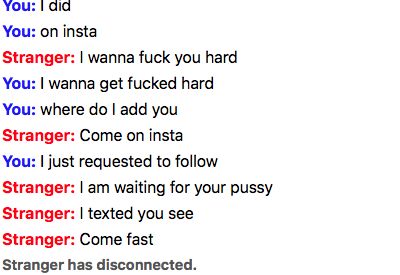 You: I did
You: on insta
Stranger: I wanna fuck you hard
You: I wanna get fucked hard
You: where do I add you
Stranger: Come on insta
You: I just requested to follow
Stranger: I am waiting for your pussy
Stranger: I texted you see
Stranger: Come fast
Stranger has disconnected.